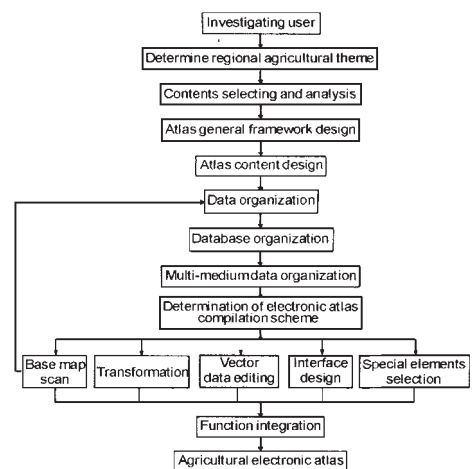 Investigating user
Determine regional agricultural theme
Contents selecting and analysis
Atlas general framework design
Atlas content design
Data organization
Database organization
Multi-medium data organization
Determination of electronic atlas
compilation scheme
Base map
scan
Transformation
Vector
data editing
Interface
design
Special elements
selection
Function integration
Agricultural electronic atlas